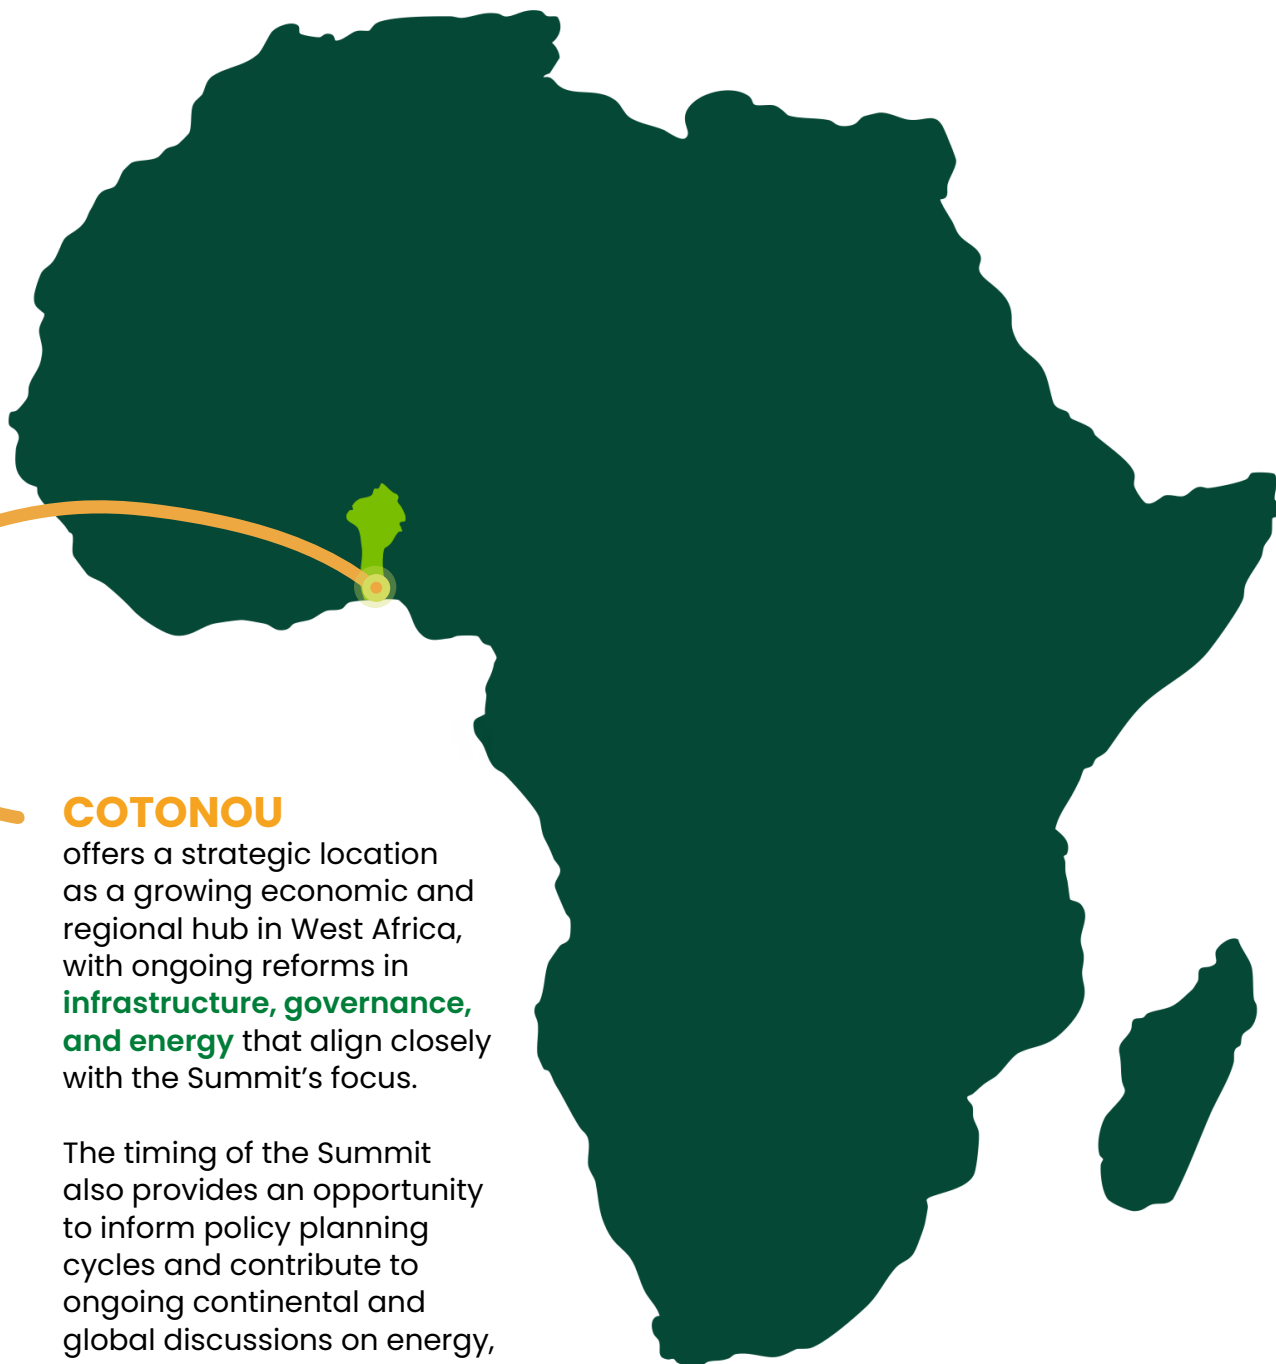 COTONOU
offers a strategic location
as a growing economic and
regional hub in West Africa,
with ongoing reforms in
infrastructure, governance,
and energy that align closely
with the Summit’s focus.
The timing of the Summit
also provides an opportunity
to inform policy planning
cycles and contribute to
ongoing continental and
global discussions on energy,